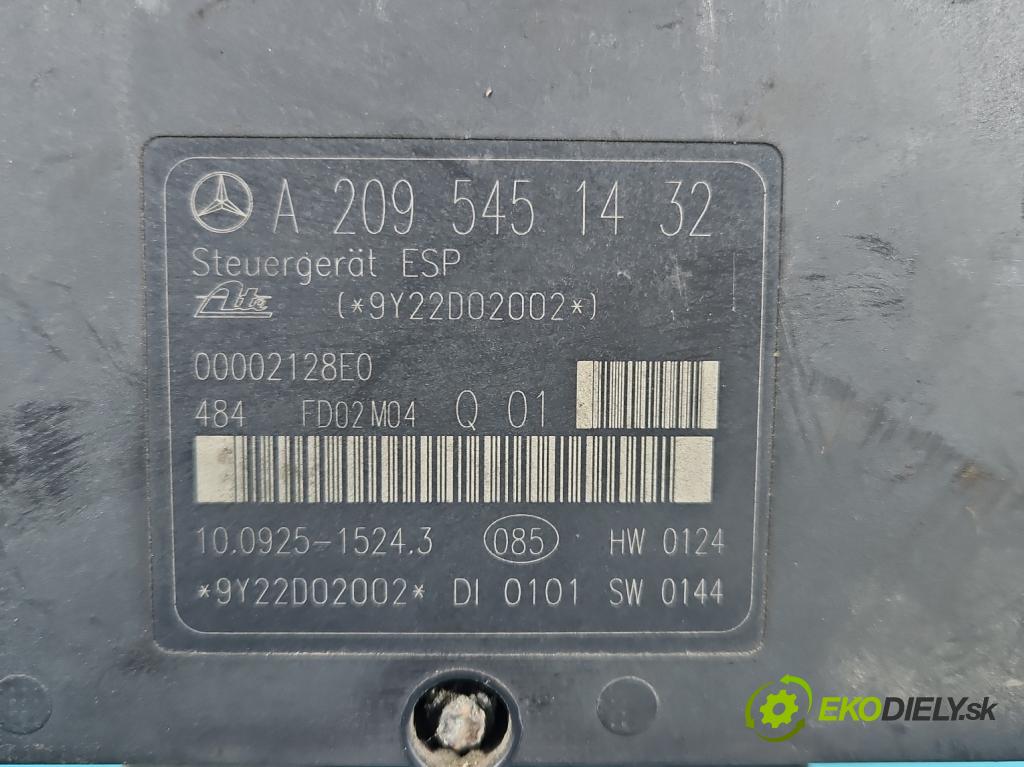 A 209 545 14 32
Steuergerät ESP
Ate (*9Y22D02002*)
00002128E0
484 FD02M04 Q 01
10.0925-1524.3 085 HW 0124
*9Y22D02002* DI 0101 SW 0144
EKODIELY.sk